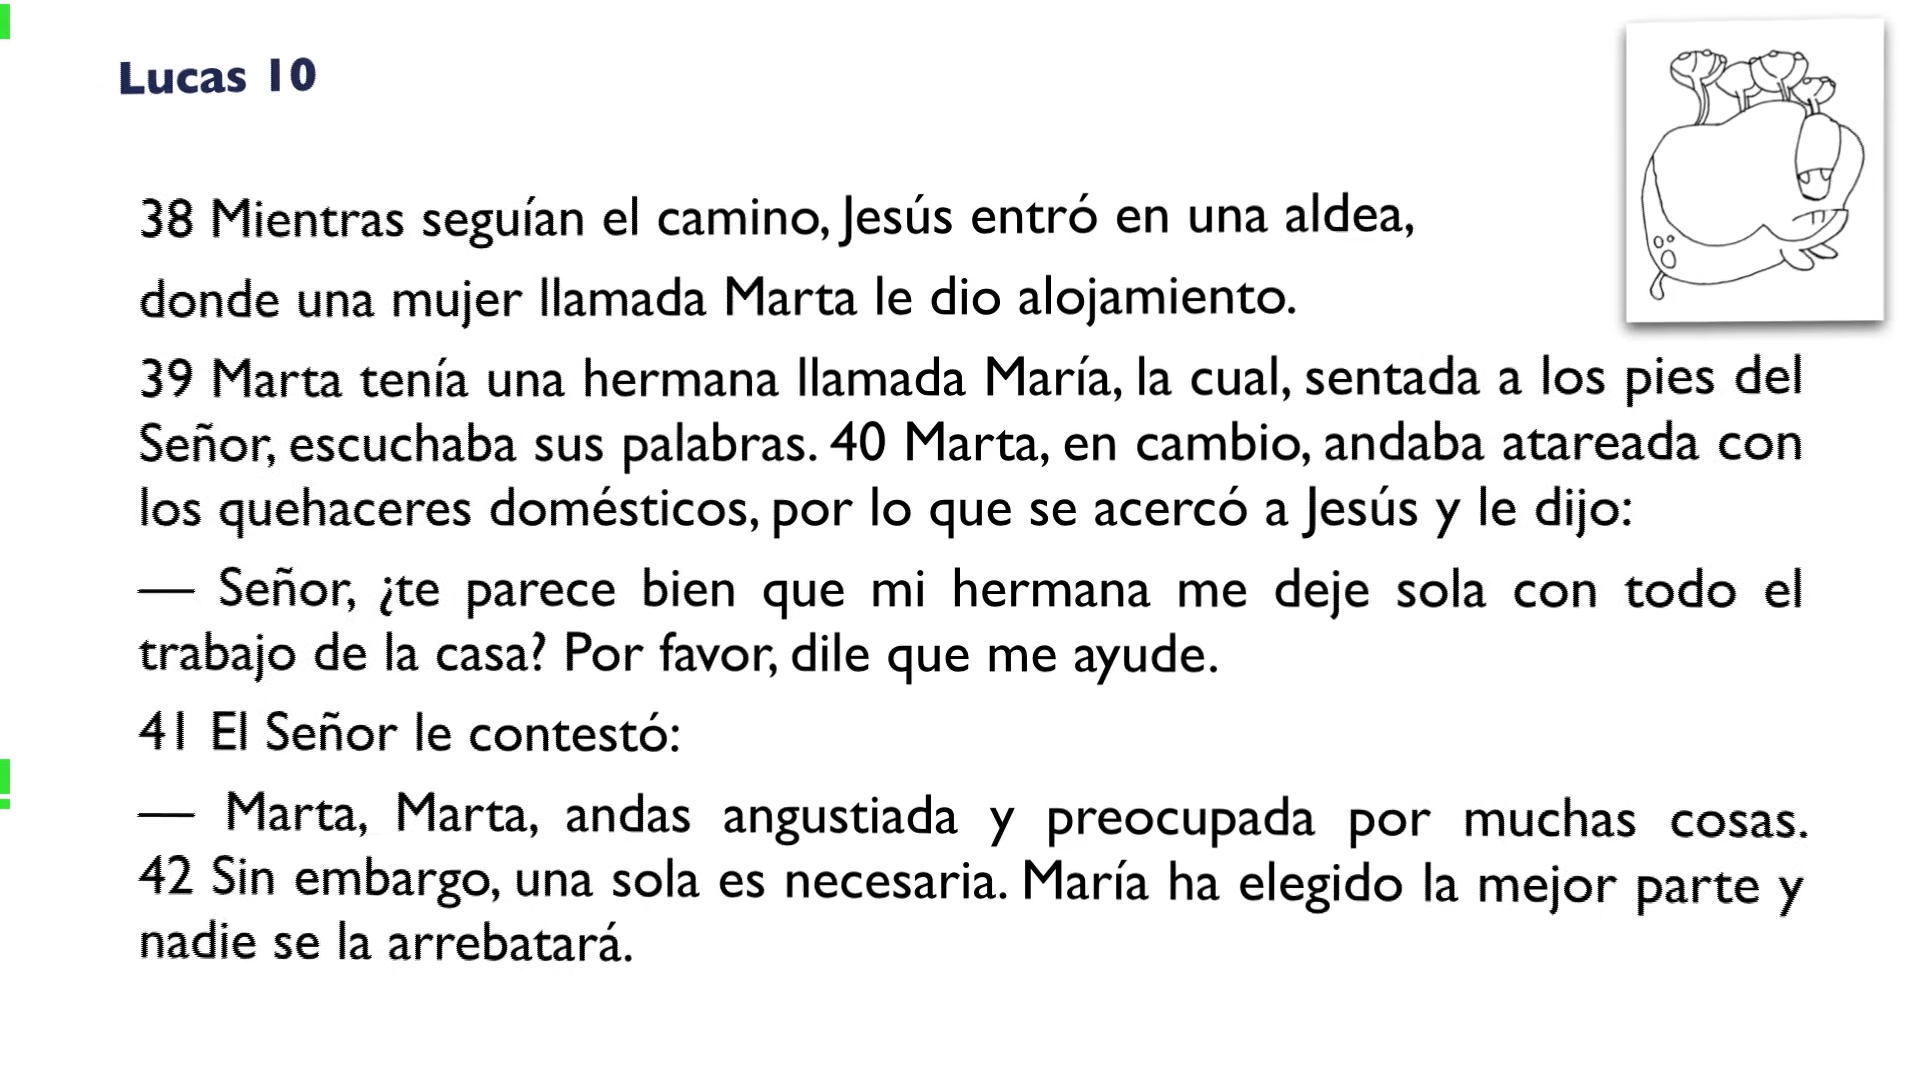 Lucas 10
38 Mientras seguían el camino, Jesús entró en una aldea,
donde una mujer llamada Marta le dio alojamiento.
39 Marta tenía una hermana llamada María, la cual, sentada a los pies del
Señor, escuchaba sus palabras. 40 Marta, en cambio, andaba atareada con
los quehaceres domésticos, por lo que se acercó a Jesús y le dijo:
— Señor, ¿te parece bien que mi hermana me deje sola con todo el
trabajo de la casa? Por favor, dile que me ayude.
41 El Señor le contestó:
— Marta, Marta, andas angustiada y preocupada por muchas cosas.
42 Sin embargo, una sola es necesaria. María ha elegido la mejor parte y
nadie se la arrebatará.